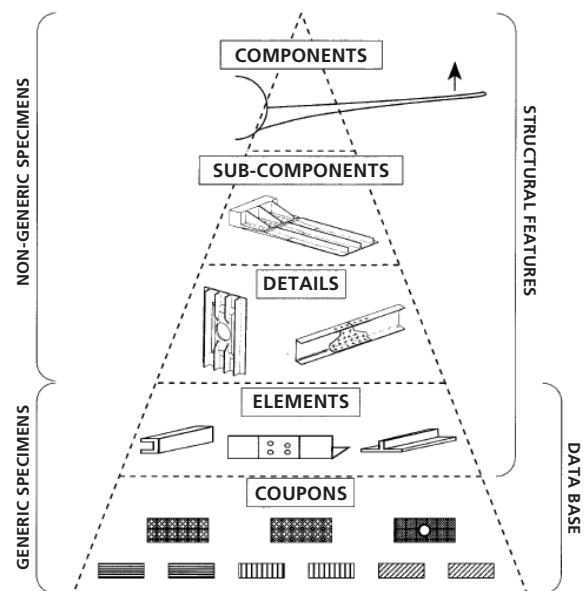 COMPONENTS
SUB-COMPONENTS
DETAILS
ELEMENTS
COUPONS
NON-GENERIC SPECIMENS
GENERIC SPECIMENS
STRUCTURAL FEATURES
DATA BASE